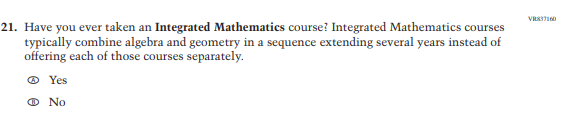 VB837160
21. Have you ever taken an Integrated Mathematics course? Integrated Mathematics courses
typically combine algebra and geometry in a sequence extending several years instead of
offering each of those courses separately.
Ⓐ Yes
Ⓑ No